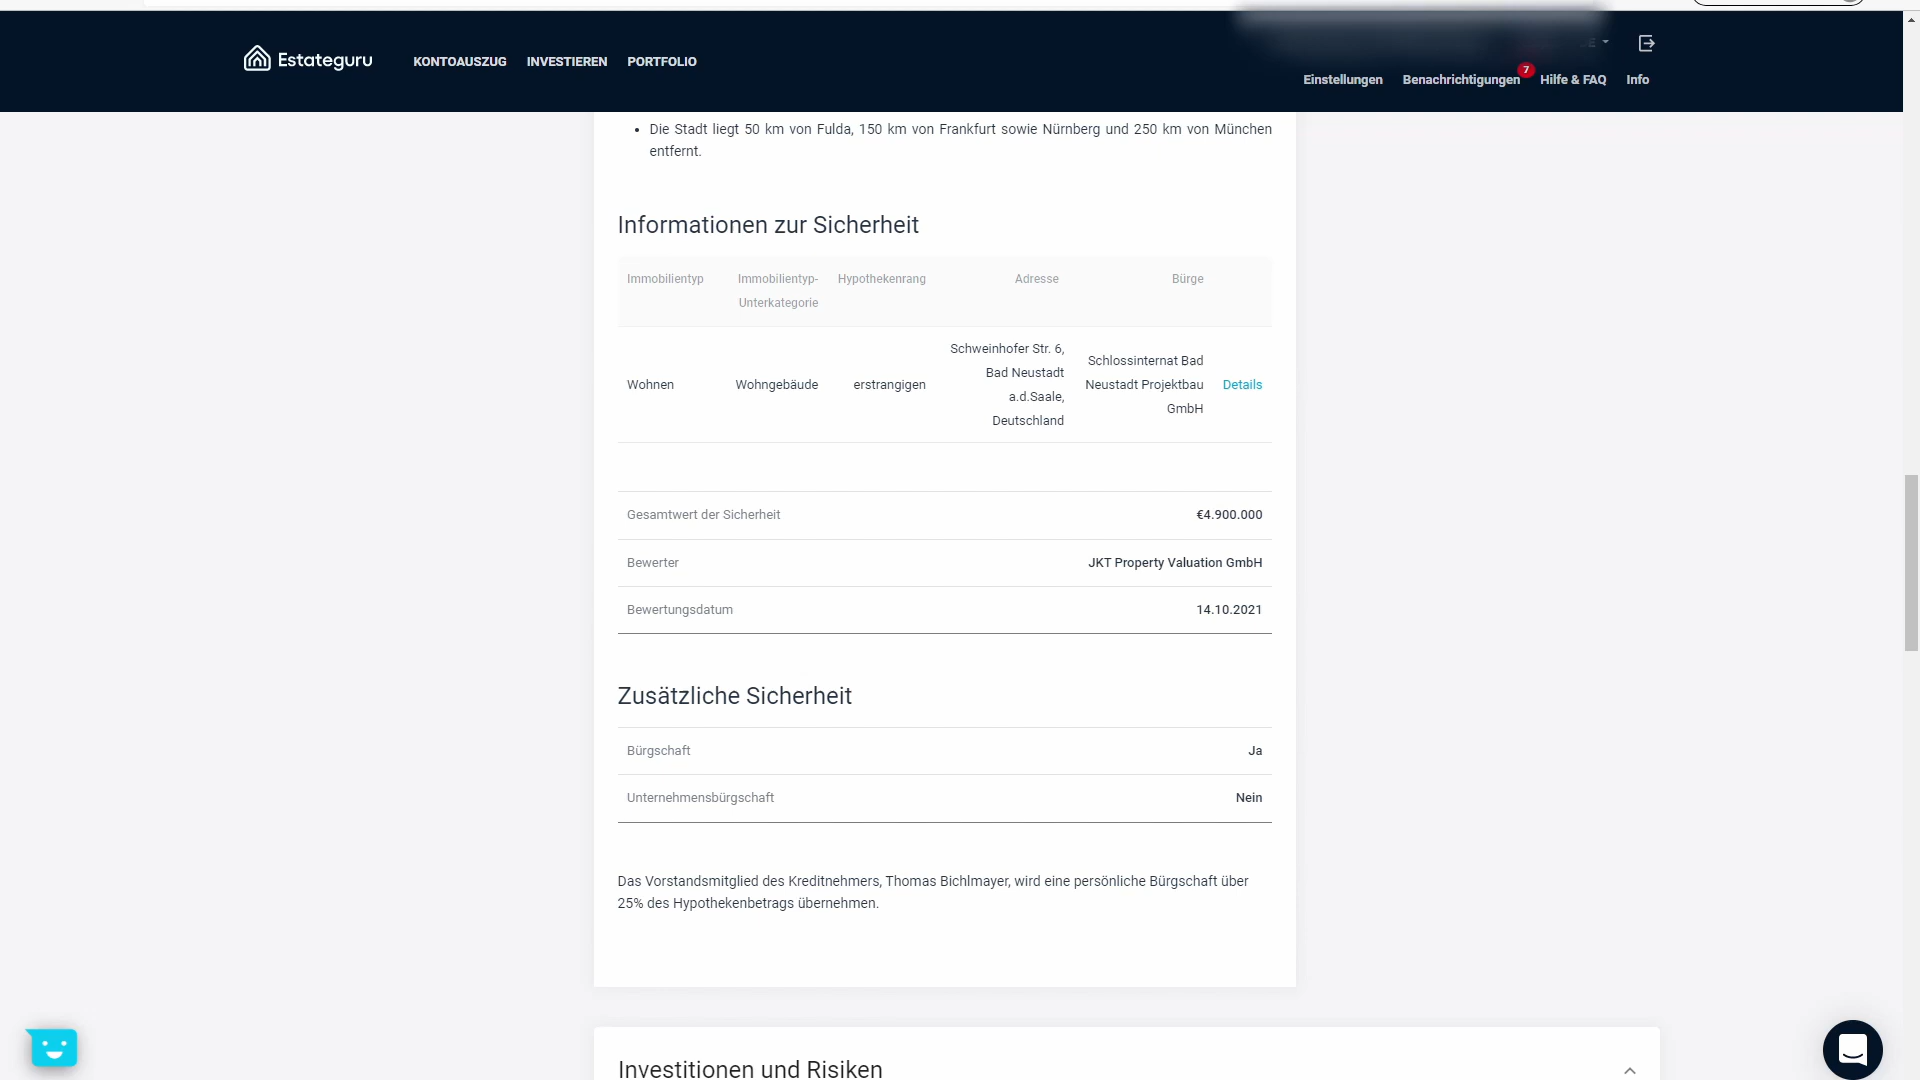 Estateguru
KONTOAUSZUG INVESTIEREN PORTFOLIO
Einstellungen Benachrichtigungen 7 Hilfe & FAQ Info
Die Stadt liegt 50 km von Fulda, 150 km von Frankfurt sowie Nürnberg und 250 km von München
entfernt.
Informationen zur Sicherheit
Immobilientyp Immobilientyp- Hypothekenrang Adresse Bürge
Unterkategorie
Schweinhofer Str. 6,
Schlossinternat Bad
Bad Neustadt
Wohnen Wohngebäude erstrangigen Neustadt Projektbau Details
a.d.Saale,
GmbH
Deutschland
Gesamtwert der Sicherheit €4.900.000
Bewerter JKT Property Valuation GmbH
Bewertungsdatum 14.10.2021
Zusätzliche Sicherheit
Bürgschaft Ja
Unternehmensbürgschaft Nein
Das Vorstandsmitglied des Kreditnehmers, Thomas Bichlmayer, wird eine persönliche Bürgschaft über
25% des Hypothekenbetrags übernehmen.
Investitionen und Risiken